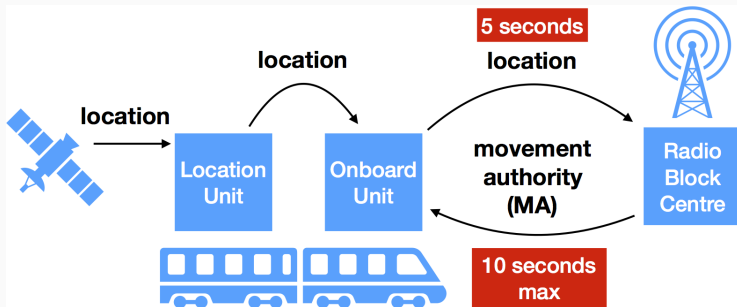 5 seconds
location
location
location
Location
Unit
Onboard
Unit
movement
authority
(MA)
Radio
Block
Centre
10 seconds
max